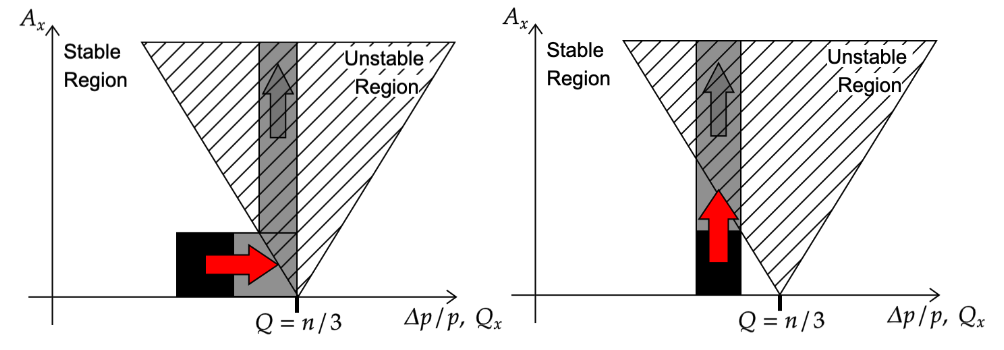 A_x
Stable
Region
Unstable
Region
Q = n/3
Δp/p, Q_x
A_x
Stable
Region
Unstable
Region
Q = n/3
Δp/p, Q_x